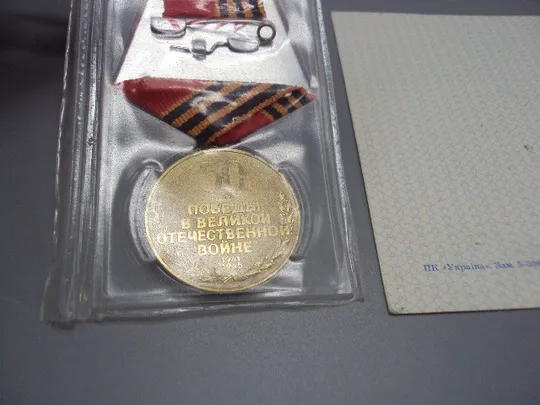 ПОБЕДЫ
В ВЕЛИКОЙ
ОТЕЧЕСТВЕННОЙ
ВОЙНЕ
1941
1945
ПК «Україна». Зам.